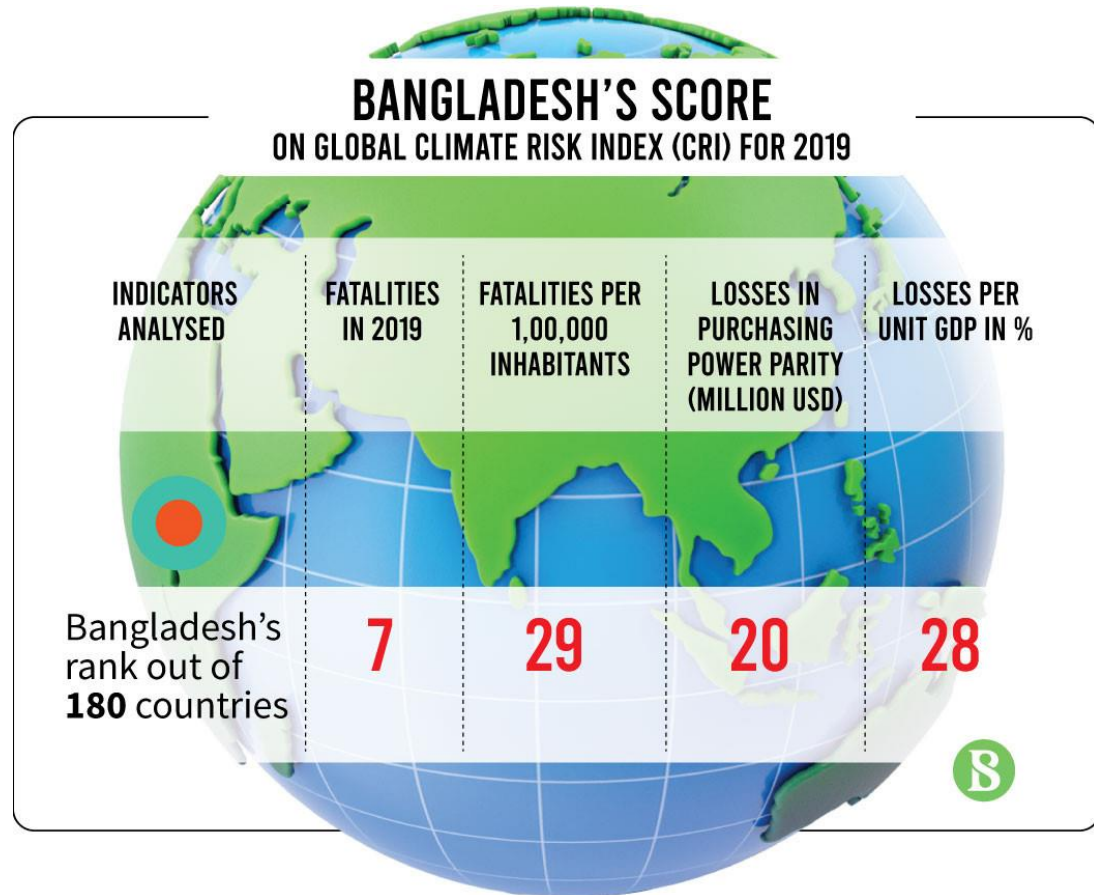 BANGLADESH'S SCORE
ON GLOBAL CLIMATE RISK INDEX (CRI) FOR 2019
INDICATORS
ANALYSED
FATALITIES
IN 2019
FATALITIES PER
1,00,000
INHABITANTS
LOSSES IN
PURCHASING
POWER PARITY
(MILLION USD)
LOSSES PER
UNIT GDP IN %
Bangladesh's
rank out of
180 countries
7
29
20
28